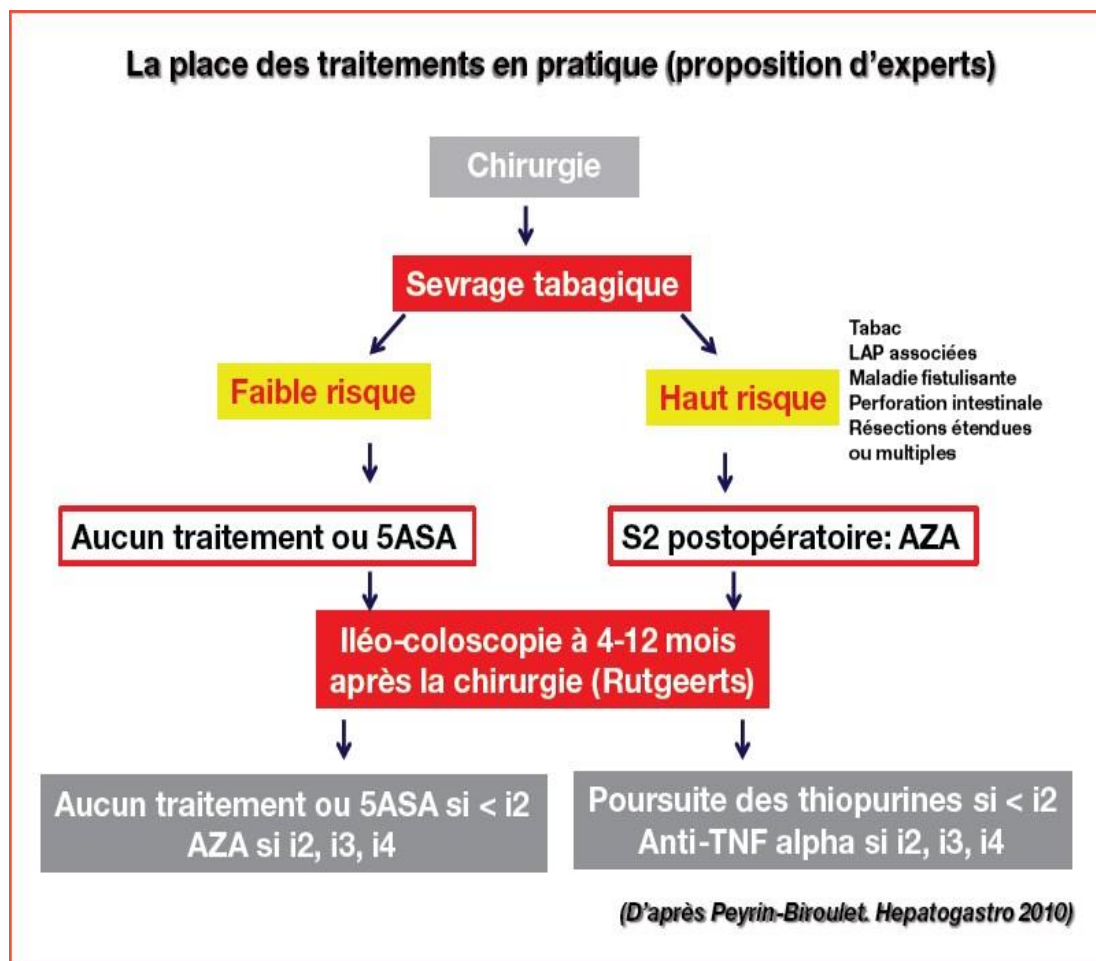 La place des traitements en pratique (proposition d'experts)
Chirurgie
Sevrage tabagique
Faible risque
Haut risque
Tabac
LAP associées
Maladie fistulisante
Perforation intestinale
Résections étendues
ou multiples
Aucun traitement ou 5ASA
S2 postopératoire: AZA
Iléo-coloscopie à 4-12 mois
après la chirurgie (Rutgeerts)
Aucun traitement ou 5ASA si < i2
AZA si i2, i3, i4
Poursuite des thiopurines si < i2
Anti-TNF alpha si i2, i3, i4
(D'après Peyrin-Biroulet. Hepatogastro 2010)